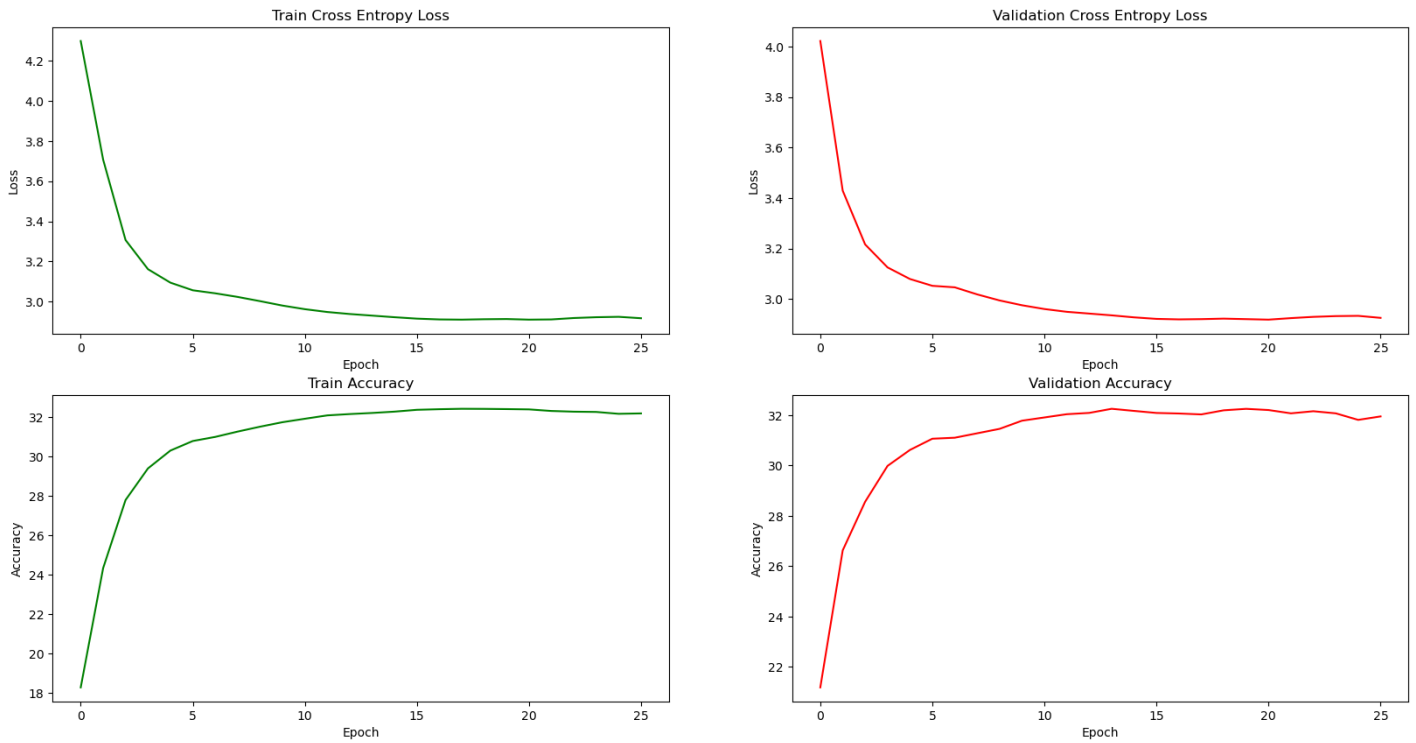 Train Cross Entropy Loss
Loss
4.2
4.0
3.8
3.6
3.4
3.2
3.0
0 5 10 15 20 25
Epoch
Validation Cross Entropy Loss
Loss
4.0
3.8
3.6
3.4
3.2
3.0
0 5 10 15 20 25
Epoch
Train Accuracy
Accuracy
32
30
28
26
24
22
20
18
0 5 10 15 20 25
Epoch
Validation Accuracy
Accuracy
32
30
28
26
24
22
0 5 10 15 20 25
Epoch